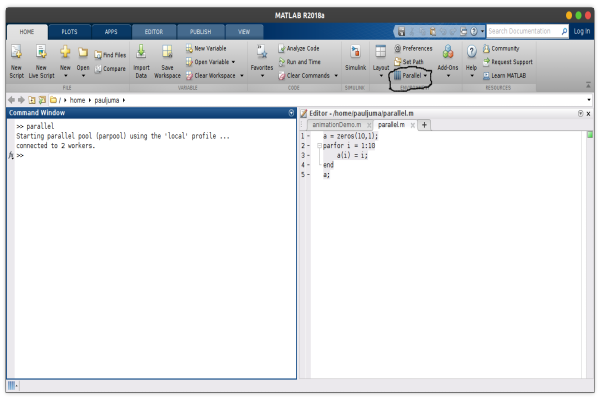 MATLAB R2018a
HOME PLOTS APPS EDITOR PUBLISH VIEW Search Documentation Log In
New Script New Live Script New Open Find Files Compare Import Data Save Workspace New Variable Open Variable Clear Workspace Favorites Analyze Code Run and Time Clear Commands Simulink Layout Preferences Set Path Parallel Add-Ons Help Community Request Support Learn MATLAB
FILE VARIABLE CODE SIMULINK RESOURCES
/ home pauljuma
Command Window
>> parallel
Starting parallel pool (parpool) using the 'local' profile ...
connected to 2 workers.
fx >>
Editor - /home/pauljuma/parallel.m
animationDemo.m x parallel.m x +
1 - a = zeros(10,1);
2 - parfor i = 1:10
3 - a(i) = i;
4 - end
5 - a;